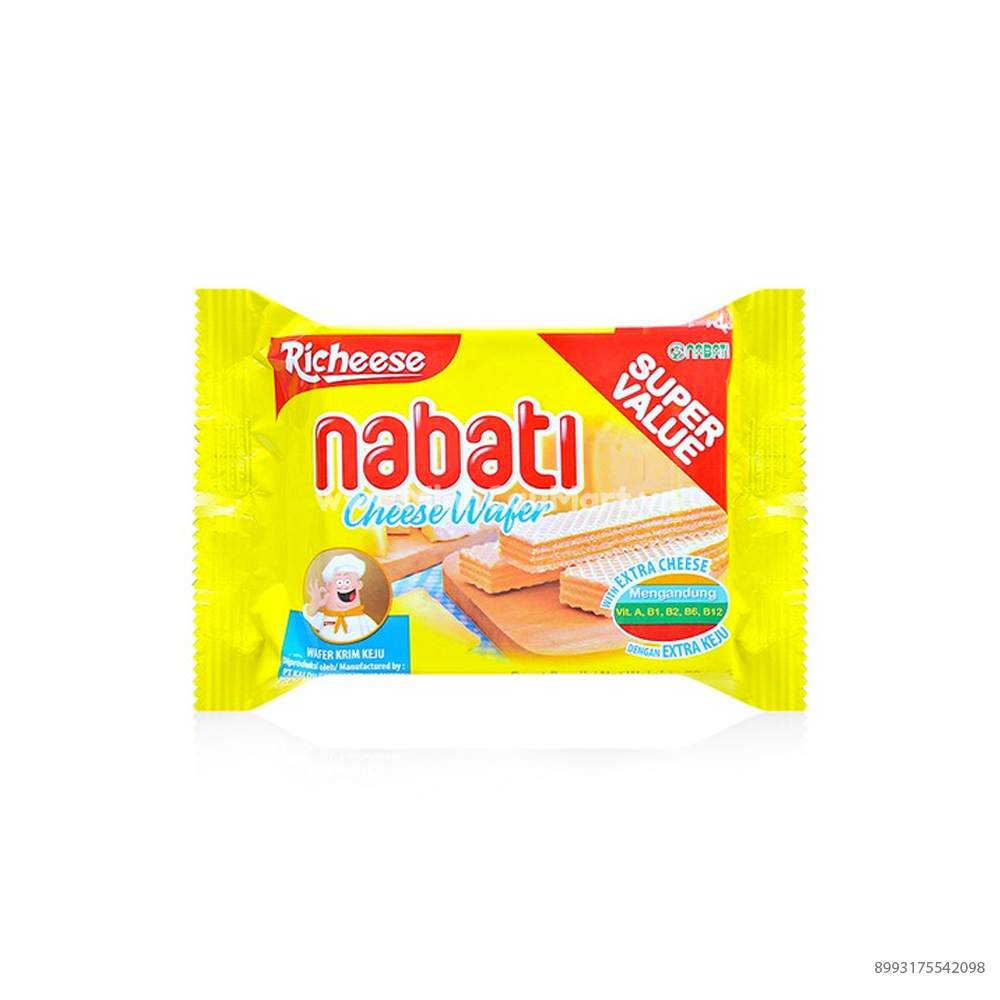 Richeese
NABATI
SUPER
VALUE
nabati
Cheese Wafer
WITH EXTRA CHEESE
Mengandung
Vit. A, B1, B2, B6, B12
DENGAN EXTRA KEJU
WAFER KRIM KEJU
Diproduksi oleh/ Manufactured by :
8993175542098